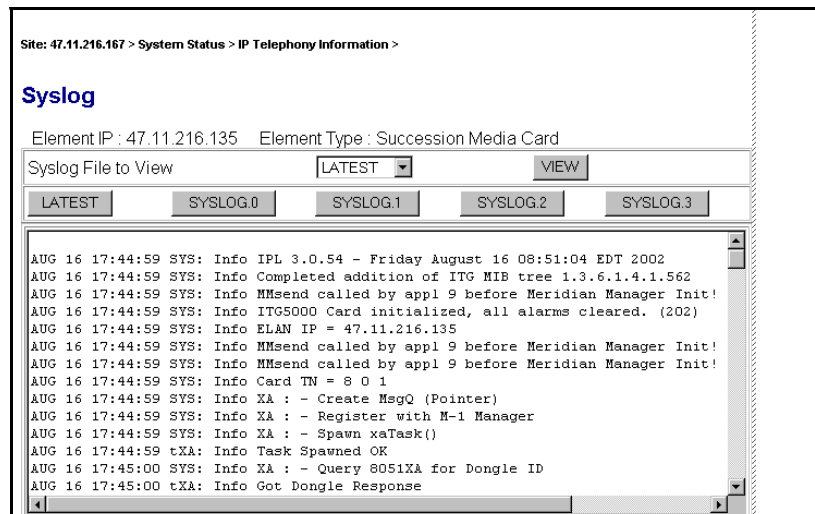 Site: 47.11.216.167 > System Status > IP Telephony Information >
Syslog
Element IP : 47.11.216.135 Element Type : Succession Media Card
Syslog File to View LATEST VIEW
LATEST SYSLOG.0 SYSLOG.1 SYSLOG.2 SYSLOG.3
AUG 16 17:44:59 SYS: Info IPL 3.0.54 - Friday August 16 08:51:04 EDT 2002
AUG 16 17:44:59 SYS: Info Completed addition of ITG MIB tree 1.3.6.1.4.1.562
AUG 16 17:44:59 SYS: Info MMsend called by appl 9 before Meridian Manager Init!
AUG 16 17:44:59 SYS: Info ITG5000 Card initialized, all alarms cleared. (202)
AUG 16 17:44:59 SYS: Info ELAN IP = 47.11.216.135
AUG 16 17:44:59 SYS: Info MMsend called by appl 9 before Meridian Manager Init!
AUG 16 17:44:59 SYS: Info MMsend called by appl 9 before Meridian Manager Init!
AUG 16 17:44:59 SYS: Info Card TN = 8 0 1
AUG 16 17:44:59 SYS: Info XA : - Create MsgQ (Pointer)
AUG 16 17:44:59 SYS: Info XA : - Register with M-1 Manager
AUG 16 17:44:59 SYS: Info XA : - Spawn xaTask()
AUG 16 17:44:59 tXA: Info Task Spawned OK
AUG 16 17:45:00 SYS: Info XA : - Query 8051XA for Dongle ID
AUG 16 17:45:00 tXA: Info Got Dongle Response